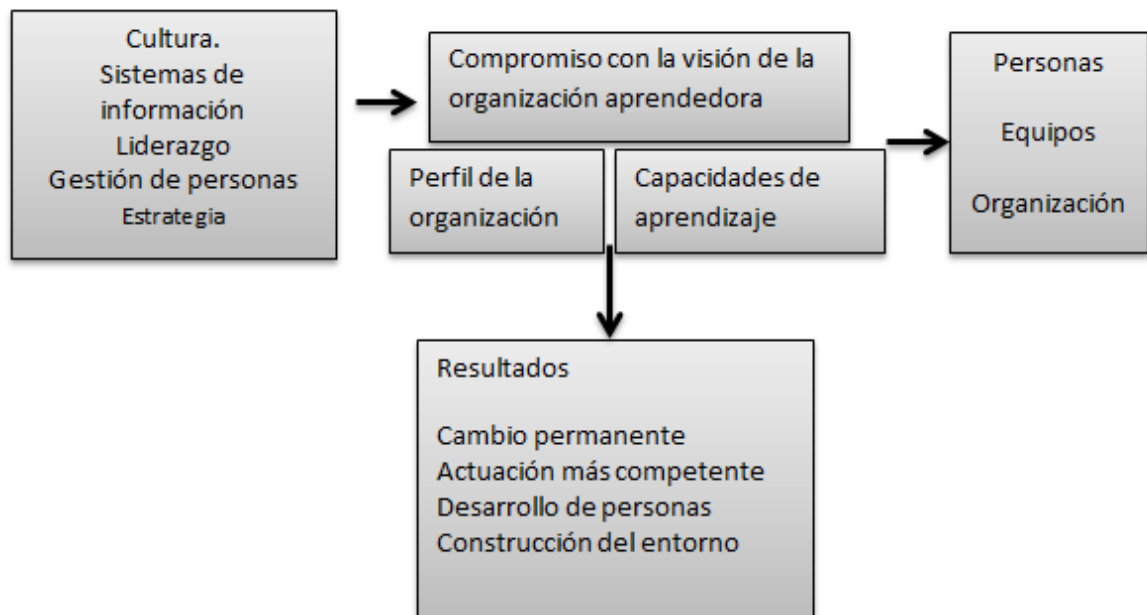 Cultura.
Sistemas de
información
Liderazgo
Gestión de personas
Estrategia
Compromiso con la visión de la
organización aprendedora
Perfil de la
organización
Capacidades de
aprendizaje
Personas
Equipos
Organización
Resultados
Cambio permanente
Actuación más competente
Desarrollo de personas
Construcción del entorno